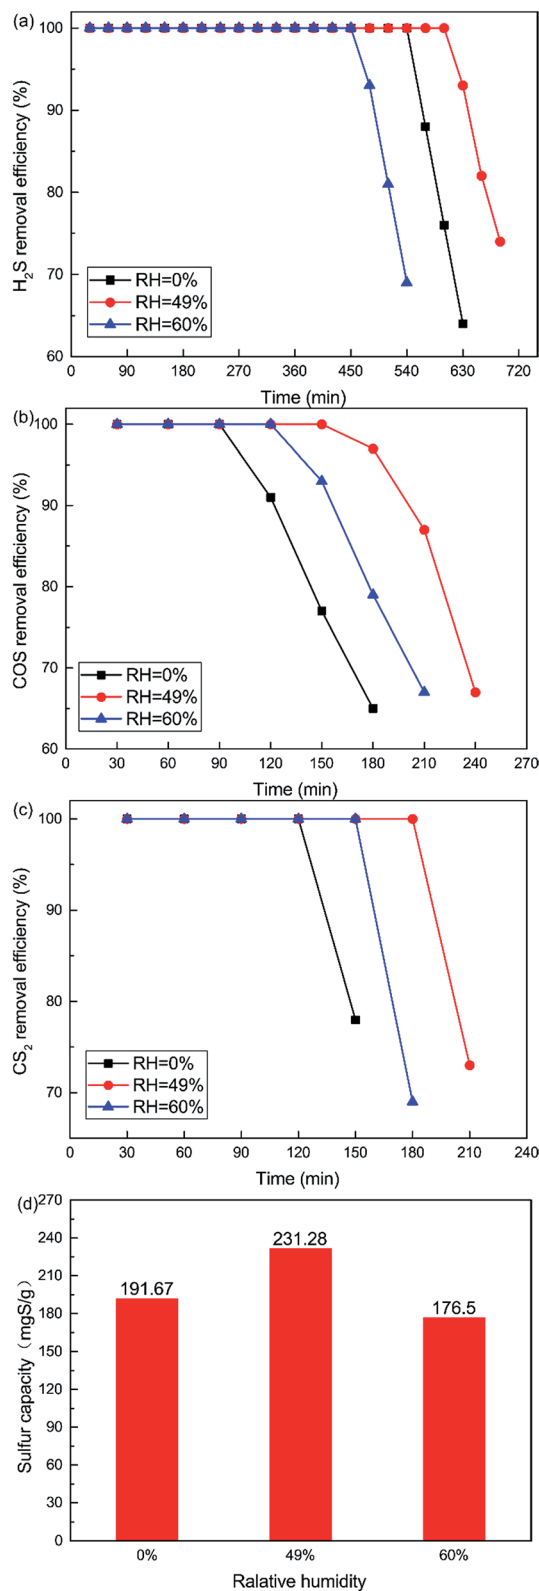 (a)
100
90
80
70
60
H₂S removal efficiency (%)
RH=0%
RH=49%
RH=60%
0 90 180 270 360 450 540 630 720
Time (min)
(b)
100
90
80
70
60
COS removal efficiency (%)
RH=0%
RH=49%
RH=60%
0 30 60 90 120 150 180 210 240 270
Time (min)
(c)
100
90
80
70
CS₂ removal efficiency (%)
RH=0%
RH=49%
RH=60%
0 30 60 90 120 150 180 210 240
Time (min)
(d)
270
240
210
180
150
120
90
60
30
0
Sulfur capacity（mgS/g）
191.67
231.28
176.5
0% 49% 60%
Ralative humidity